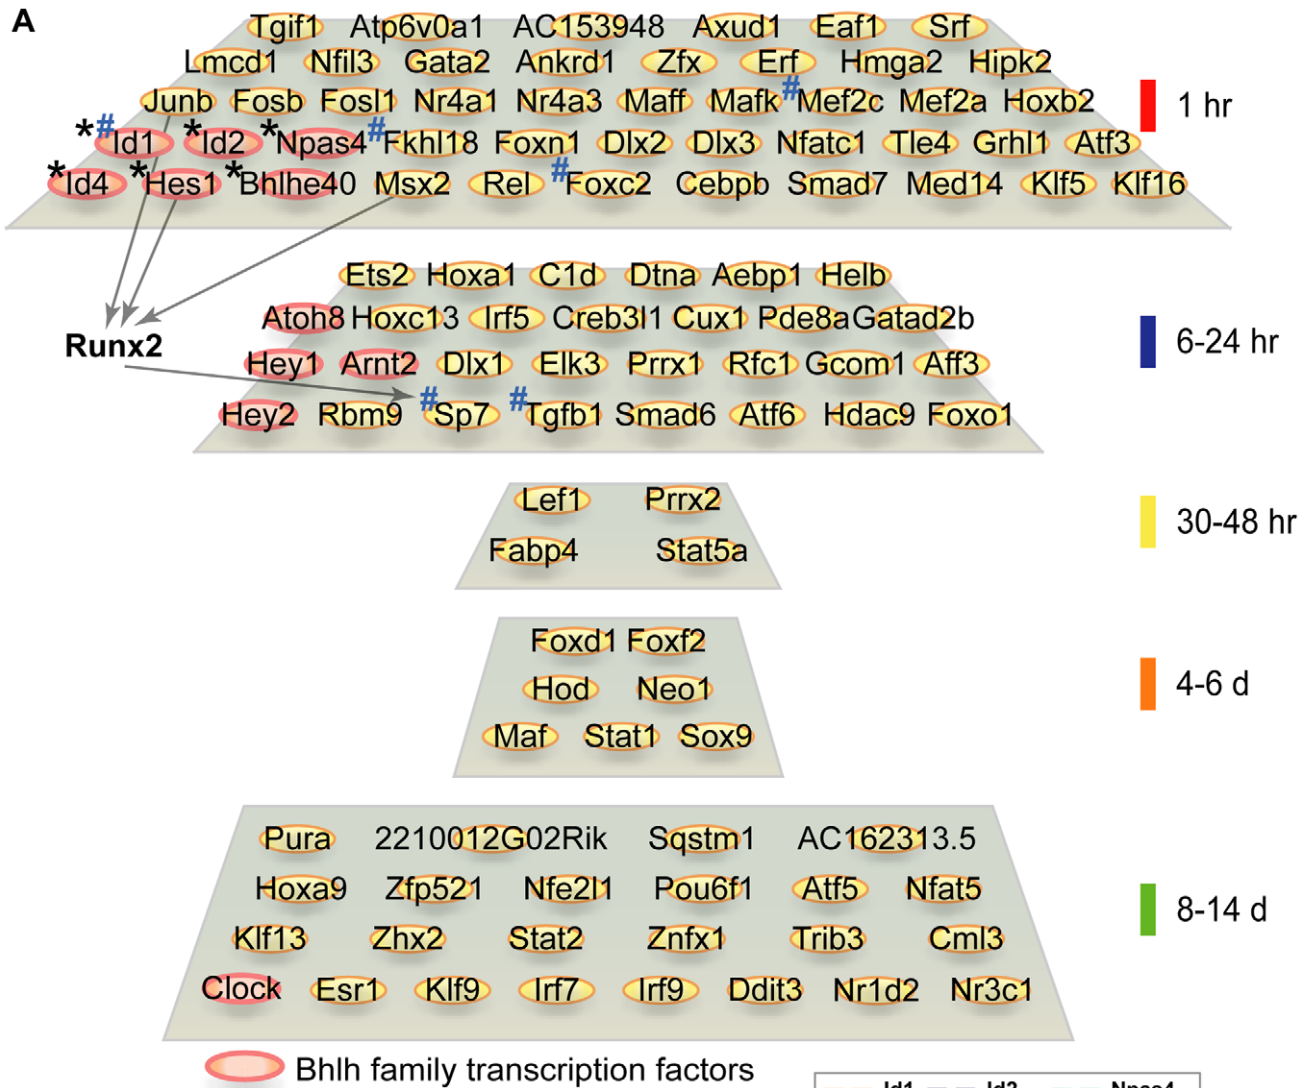 A
Tgif1 Atp6v0a1 AC153948 Axud1 Eaf1 Srf
Lmcd1 Nfil3 Gata2 Ankrd1 Zfx Erf Hmga2 Hipk2
Junb Fosb Fosl1 Nr4a1 Nr4a3 Maff Mafk #Mef2c Mef2a Hoxb2
1 hr
*#Id1 *Id2 *Npas4 #Fkhl18 Foxn1 Dlx2 Dlx3 Nfatc1 Tle4 Grhl1 Atf3
*Id4 *Hes1 *Bhlhe40 Msx2 Rel #Foxc2 Cebpb Smad7 Med14 Klf5 Klf16
Ets2 Hoxa1 C1d Dtna Aebp1 Helb
Atoh8 Hoxc13 Irf5 Creb3l1 Cux1 Pde8a Gatad2b
Runx2
6-24 hr
Hey1 Arnt2 Dlx1 Elk3 Prrx1 Rfc1 Gcom1 Aff3
Hey2 Rbm9 #Sp7 #Tgfb1 Smad6 Atf6 Hdac9 Foxo1
Lef1 Prrx2
30-48 hr
Fabp4 Stat5a
Foxd1 Foxf2
Hod Neo1
4-6 d
Maf Stat1 Sox9
Pura 2210012G02Rik Sqstm1 AC162313.5
Hoxa9 Zfp521 Nfe2l1 Pou6f1 Atf5 Nfat5
8-14 d
Klf13 Zhx2 Stat2 Znfx1 Trib3 Cml3
Clock Esr1 Klf9 Irf7 Irf9 Ddit3 Nr1d2 Nr3c1
Bhlh family transcription factors
Id1 Id2 Npas4